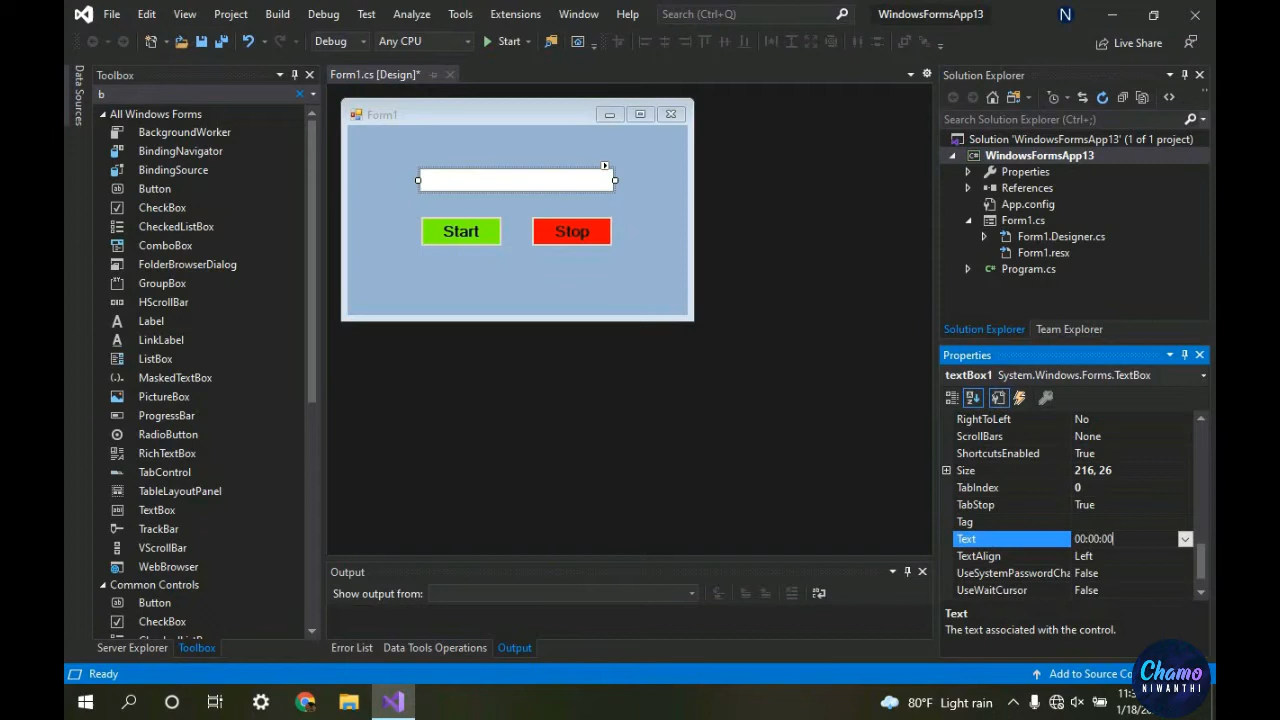 File Edit View Project Build Debug Test Analyze Tools Extensions Window Help Search (Ctrl+Q) WindowsFormsApp13 N
Debug Any CPU Start Live Share
Data Sources
Toolbox
b
All Windows Forms
BackgroundWorker
BindingNavigator
BindingSource
Button
CheckBox
CheckedListBox
ComboBox
FolderBrowserDialog
GroupBox
HScrollBar
Label
LinkLabel
ListBox
MaskedTextBox
PictureBox
ProgressBar
RadioButton
RichTextBox
TabControl
TableLayoutPanel
TextBox
TrackBar
VScrollBar
WebBrowser
Common Controls
Button
CheckBox
Server Explorer Toolbox
Form1.cs [Design]*
Form1
Start Stop
Output
Show output from:
Error List Data Tools Operations Output
Solution Explorer
Search Solution Explorer (Ctrl+;)
Solution 'WindowsFormsApp13' (1 of 1 project)
WindowsFormsApp13
Properties
References
App.config
Form1.cs
Form1.Designer.cs
Form1.resx
Program.cs
Solution Explorer Team Explorer
Properties
textBox1 System.Windows.Forms.TextBox
RightToLeft No
ScrollBars None
ShortcutsEnabled True
Size 216, 26
TabIndex 0
TabStop True
Tag
Text 00:00:00
TextAlign Left
UseSystemPasswordCha False
UseWaitCursor False
Text
The text associated with the control.
Ready Add to Source Co
Chamo
NIWANTHI
80°F Light rain